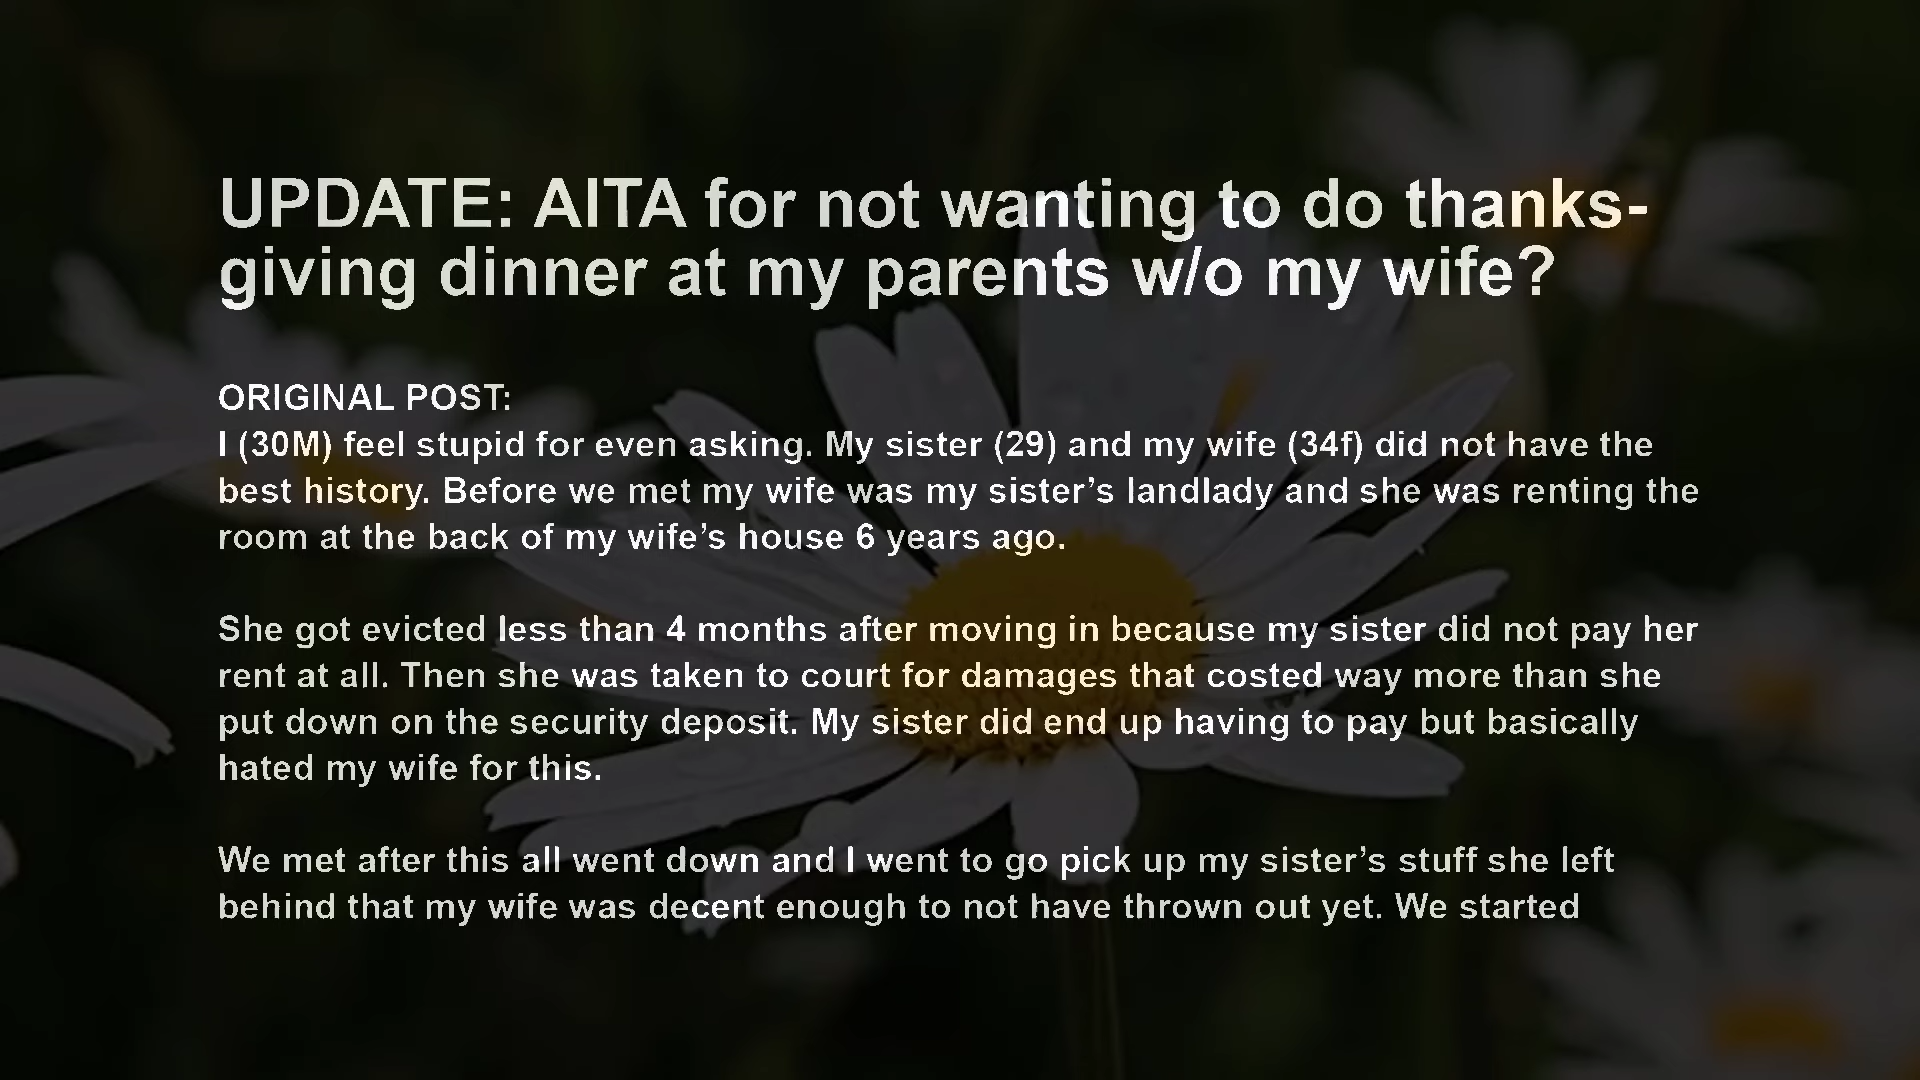 UPDATE: AITA for not wanting to do thanks-
giving dinner at my parents w/o my wife?
ORIGINAL POST:
I (30M) feel stupid for even asking. My sister (29) and my wife (34f) did not have the
best history. Before we met my wife was my sister’s landlady and she was renting the
room at the back of my wife’s house 6 years ago.
She got evicted less than 4 months after moving in because my sister did not pay her
rent at all. Then she was taken to court for damages that costed way more than she
put down on the security deposit. My sister did end up having to pay but basically
hated my wife for this.
We met after this all went down and I went to go pick up my sister’s stuff she left
behind that my wife was decent enough to not have thrown out yet. We started